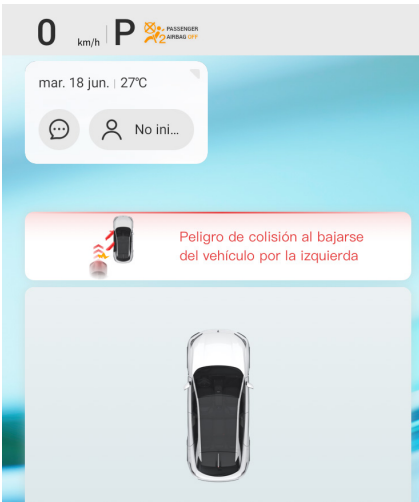 0 km/h P PASSENGER
AIRBAG OFF
mar. 18 jun. | 27°C
No ini...
Peligro de colisión al bajarse
del vehículo por la izquierda